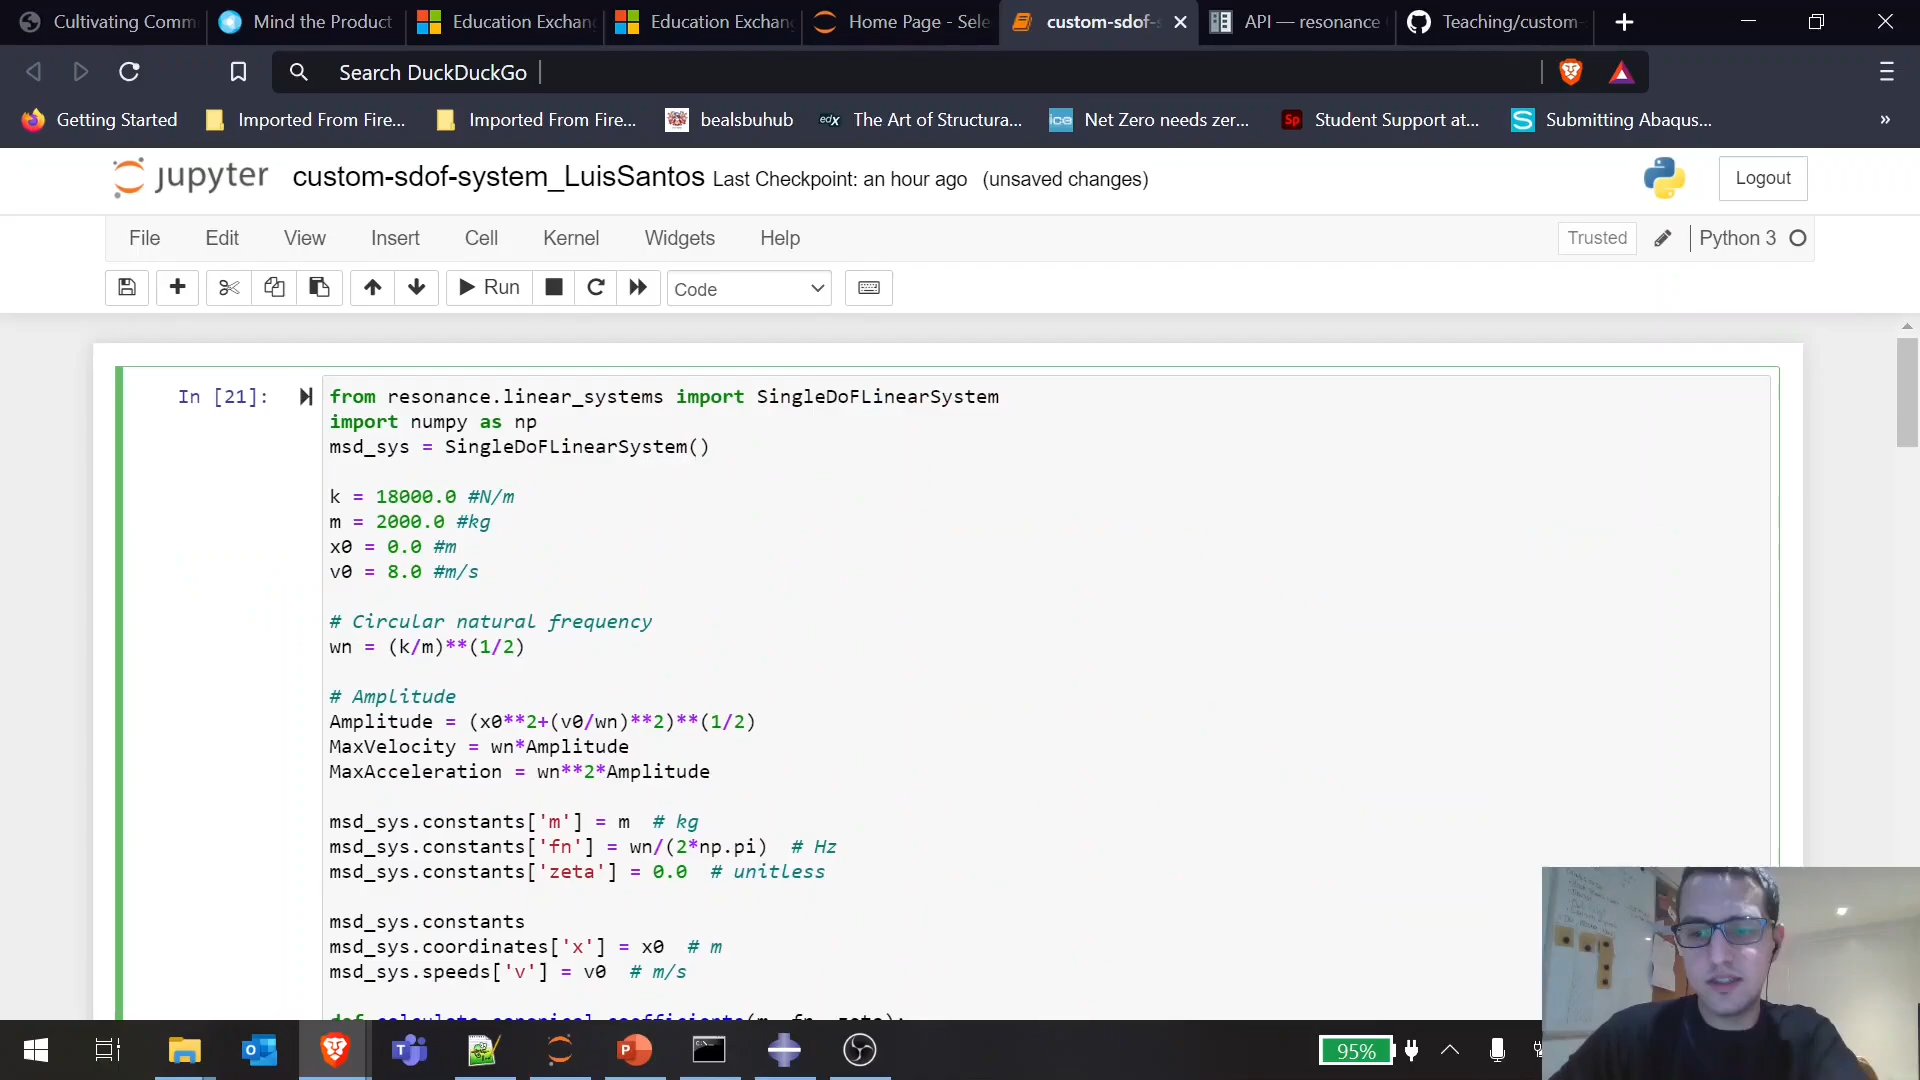 Cultivating Comm
Mind the Product
Education Exchan
Education Exchan
Home Page - Sele
custom-sdof-s
API — resonance
Teaching/custom-
Search DuckDuckGo
Getting Started
Imported From Fire...
Imported From Fire...
bealsbuhub
edx
The Art of Structura...
ice
Net Zero needs zer...
Sp
Student Support at...
S
Submitting Abaqus...
»
jupyter
custom-sdof-system_LuisSantos
Last Checkpoint: an hour ago (unsaved changes)
Logout
File
Edit
View
Insert
Cell
Kernel
Widgets
Help
Trusted
Python 3
Run
Code
In [21]:
from resonance.linear_systems import SingleDoFLinearSystem
import numpy as np
msd_sys = SingleDoFLinearSystem()
k = 18000.0 #N/m
m = 2000.0 #kg
x0 = 0.0 #m
v0 = 8.0 #m/s
# Circular natural frequency
wn = (k/m)**(1/2)
# Amplitude
Amplitude = (x0**2+(v0/wn)**2)**(1/2)
MaxVelocity = wn*Amplitude
MaxAcceleration = wn**2*Amplitude
msd_sys.constants['m'] = m # kg
msd_sys.constants['fn'] = wn/(2*np.pi) # Hz
msd_sys.constants['zeta'] = 0.0 # unitless
msd_sys.constants
msd_sys.coordinates['x'] = x0 # m
msd_sys.speeds['v'] = v0 # m/s
def calculate_canonical_coefficients(m, fn, zeta):
95%